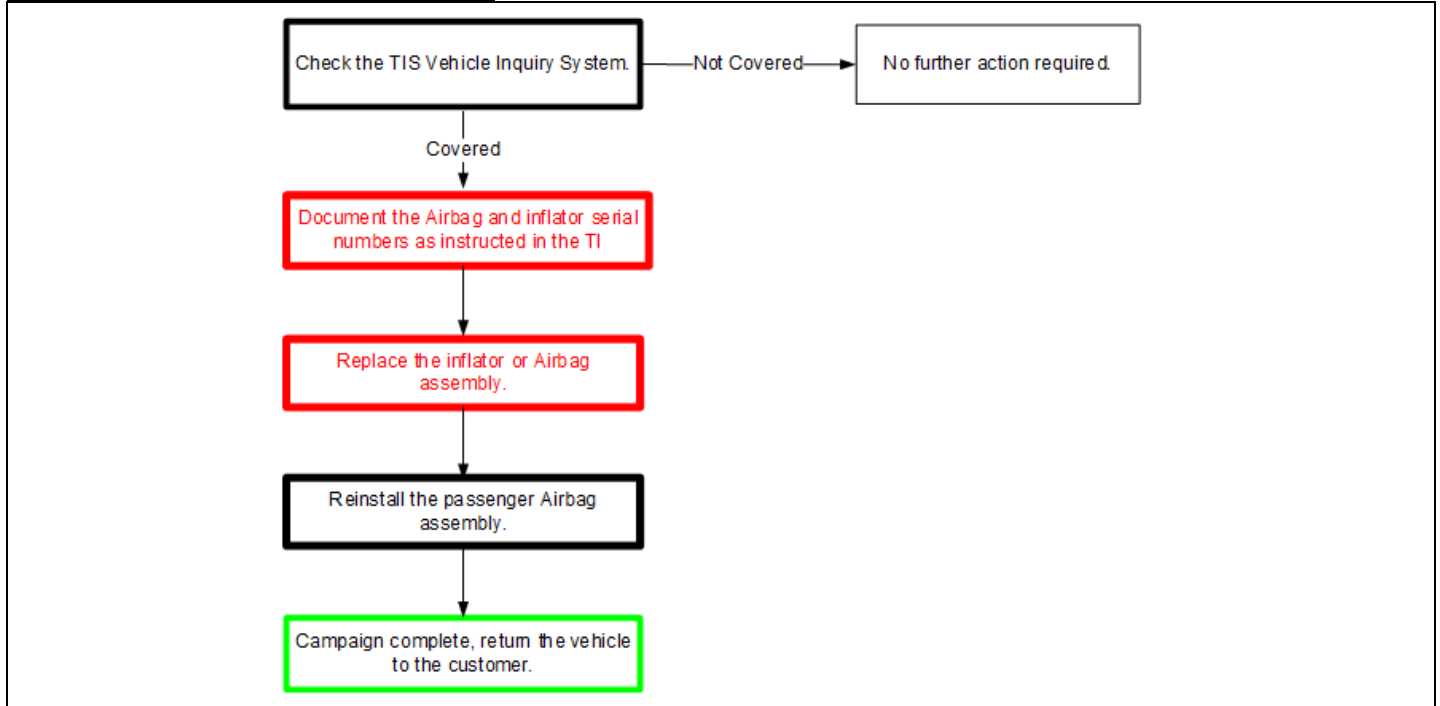 Check the TIS Vehicle Inquiry System.
Not Covered
No further action required.
Covered
Document the Airbag and inflator serial
numbers as instructed in the TI
Replace the inflator or Airbag
assembly.
Reinstall the passenger Airbag
assembly.
Campaign complete, return the vehicle
to the customer.